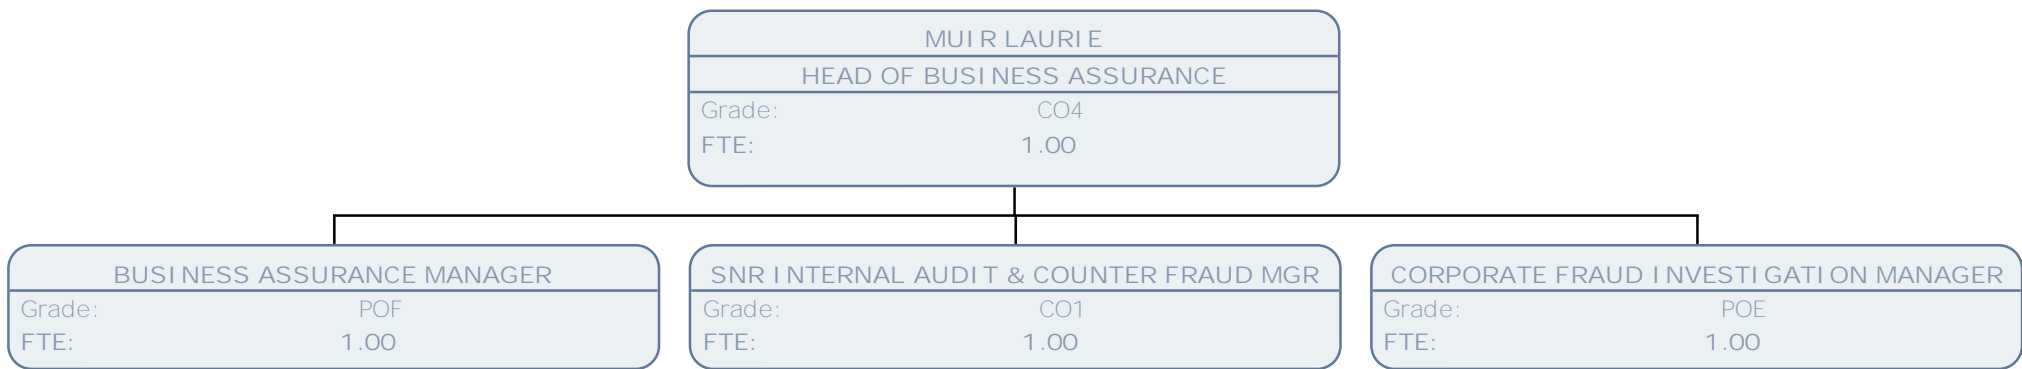 MUIR LAURIE
HEAD OF BUSINESS ASSURANCE
Grade: CO4
FTE: 1.00
BUSINESS ASSURANCE MANAGER
Grade: POF
FTE: 1.00
SNR INTERNAL AUDIT & COUNTER FRAUD MGR
Grade: CO1
FTE: 1.00
CORPORATE FRAUD INVESTIGATION MANAGER
Grade: POE
FTE: 1.00